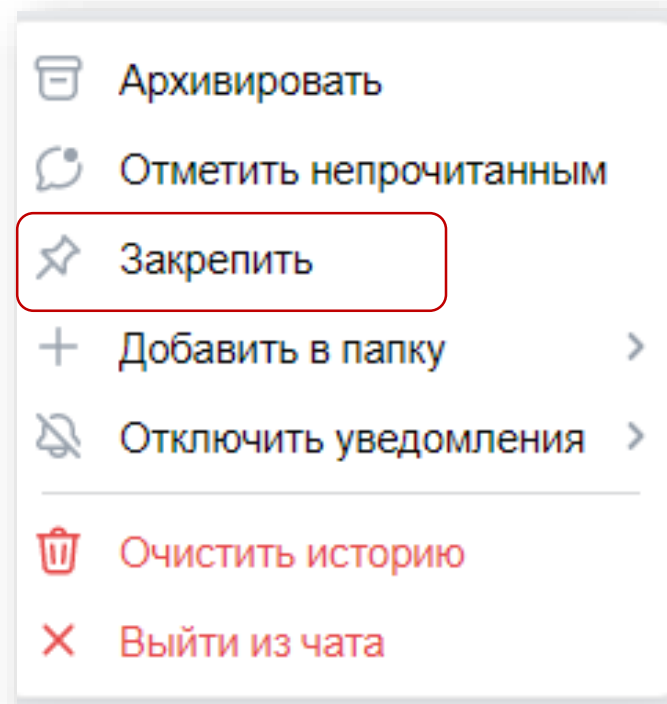 Архивировать
Отметить непрочитанным
Закрепить
Добавить в папку
Отключить уведомления
Очистить историю
Выйти из чата